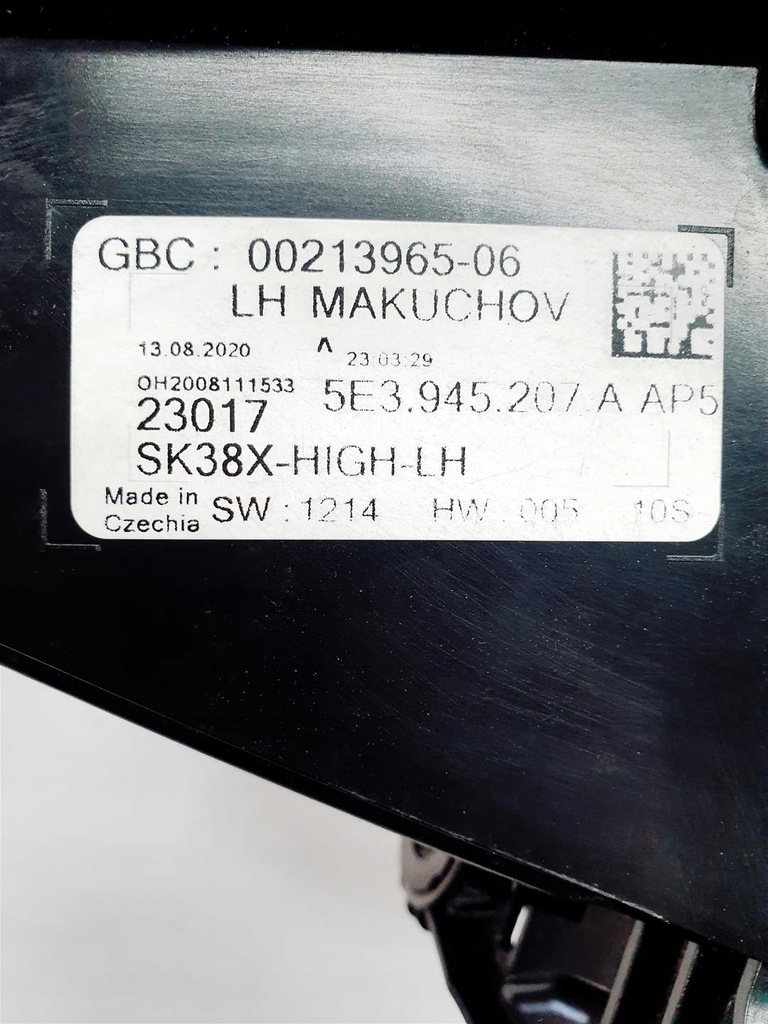 GBC : 00213965-06
LH MAKUCHOV
13.08.2020 ^ 23:03:29
OH2008111533
5E3.945.207.A AP5
23017
SK38X-HIGH-LH
Made in
Czechia
SW : 1214 HW : 005 10S